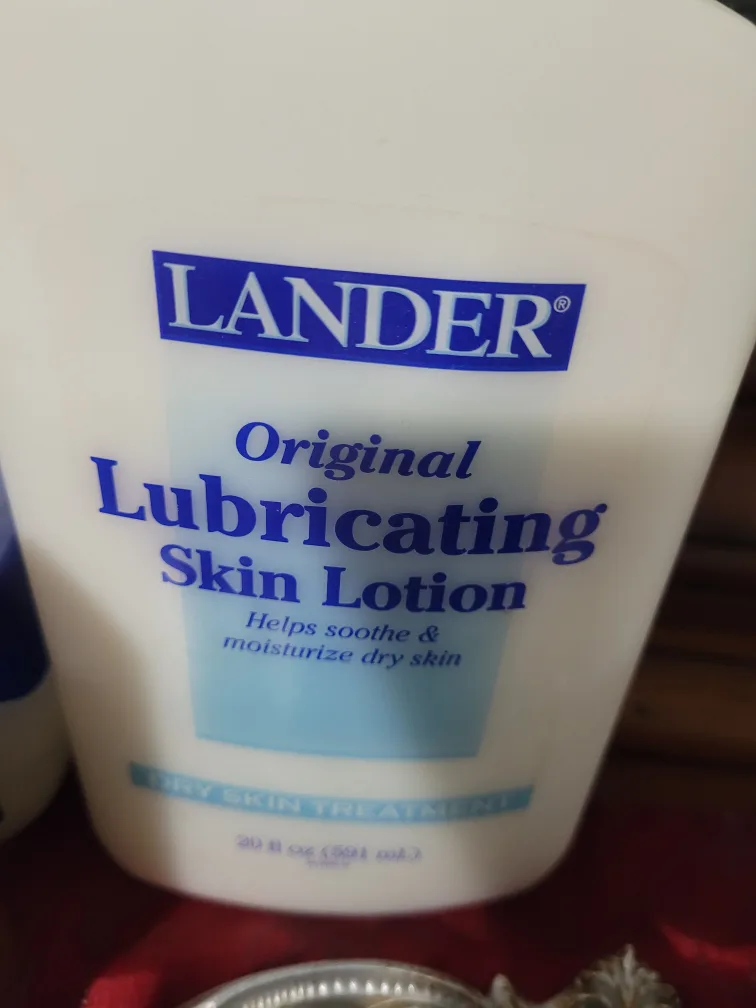 LANDER®
Original
Lubricating
Skin Lotion
Helps soothe &
moisturize dry skin
DRY SKIN TREATMENT
20 fl oz (591 mL)